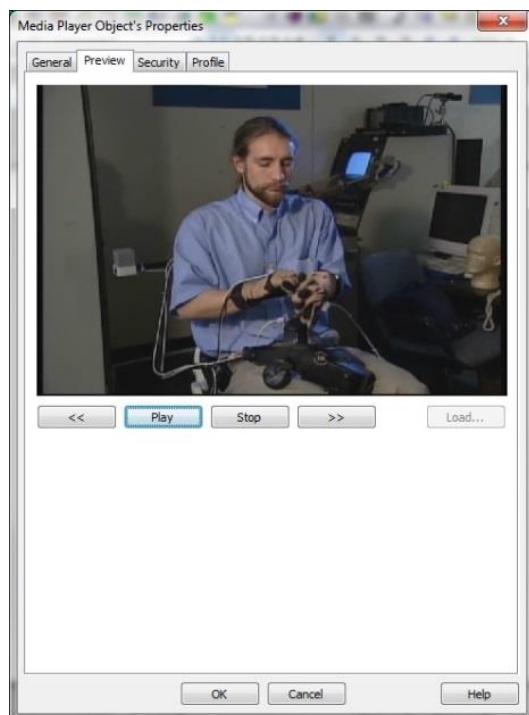 Media Player Object's Properties
General Preview Security Profile
<< Play Stop >> Load...
OK Cancel Help